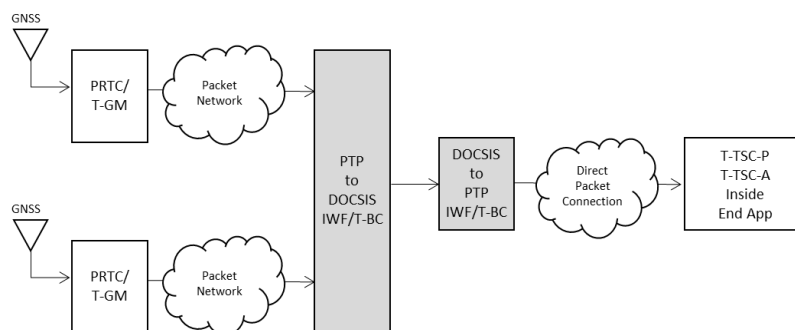 GNSS
PRTC/
T-GM
Packet
Network
PTP
to
DOCSIS
IWF/T-BC
DOCSIS
to
PTP
IWF/T-BC
Direct
Packet
Connection
T-TSC-P
T-TSC-A
Inside
End App
GNSS
PRTC/
T-GM
Packet
Network